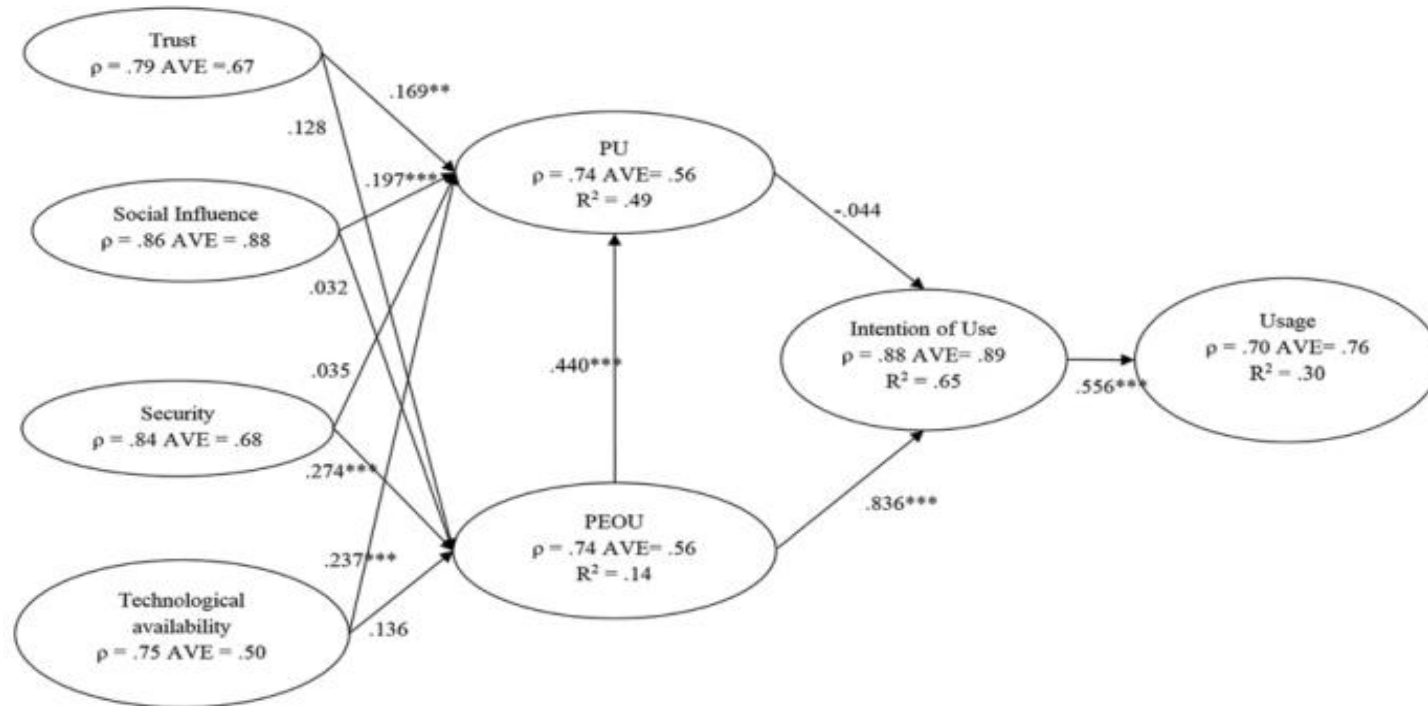 Trust
ρ = .79 AVE =.67
.169**
.128
.197***
PU
ρ = .74 AVE= .56
R² = .49
Social Influence
ρ = .86 AVE = .88
-.044
.032
Intention of Use
ρ = .88 AVE= .89
R² = .65
Usage
ρ = .70 AVE= .76
R² = .30
.556***
.035
.440***
Security
ρ = .84 AVE = .68
.274***
.836***
PEOU
ρ = .74 AVE= .56
R² = .14
.237***
Technological
availability
ρ = .75 AVE = .50
.136